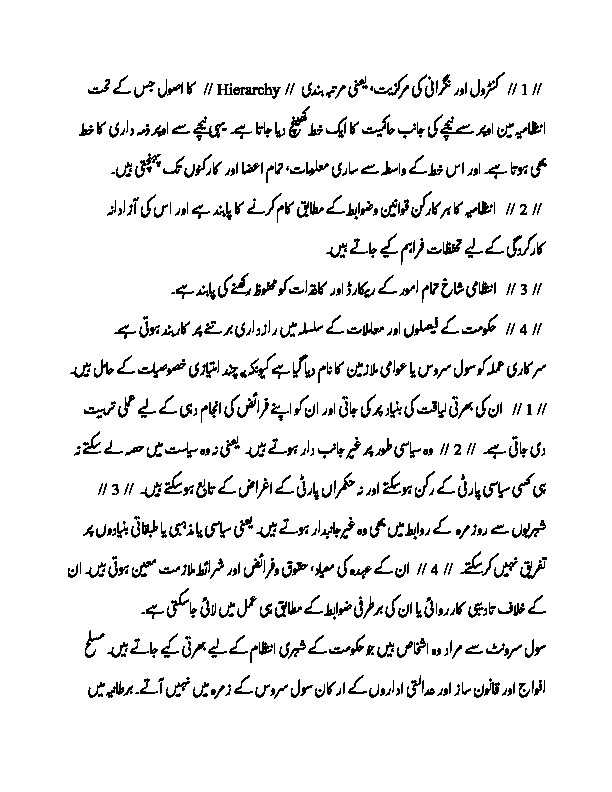 // 1 // کنٹرول اور نگرانی کی مرکزیت، یعنی مرتبہ بندی // Hierarchy // کا اصول جس کے تحت
انتظامیہ مین اوپر سے نیچے کی جانب حاکمیت کا ایک خط کھینچ دیا جاتا ہے۔ یہی نیچے سے اوپر ذمہ داری کا خط
بھی ہوتا ہے۔ اور اس خط کے واسطہ سے ساری معلومات، تمام اعضا اور کارکنوں تک پہنچتی ہیں۔
// 2 // انتظامیہ کا ہر کارکن قوانین وضوابط کے مطابق کام کرنے کا پابند ہے اور اس کی آزادانہ
کارکردگی کے لیے تحفظات فراہم کیے جاتے ہیں۔
// 3 // انتظامی شاخ تمام امور کے ریکارڈ اور کاغذات کو محفوظ رکھنے کی پابند ہے۔
// 4 // حکومت کے فیصلوں اور معاملات کے سلسلہ میں رازداری برتنے پر کاربند ہوتی ہے۔
سرکاری عملہ کو سول سروس یا عوامی ملازمین کا نام دیا گیا ہے کیونکہ یہ چند امتیازی خصوصیات کے حامل ہیں۔
// 1 // ان کی بھرتی لیاقت کی بنیاد پر کی جاتی اور ان کو اپنے فرائض کی انجام دہی کے لیے عملی تربیت
دی جاتی ہے۔ // 2 // وہ سیاسی طور پر غیر جانب دار ہوتے ہیں۔ یعنی نہ وہ سیاست میں حصہ لے سکتے نہ
ہی کسی سیاسی پارٹی کے رکن ہوسکتے اور نہ حکمراں پارٹی کے اغراض کے تابع ہوسکتے ہیں۔ // 3 //
شہریوں سے روزمرہ کے روابط میں بھی وہ غیرجانبدار ہوتے ہیں۔ یعنی سیاسی یامذہبی یا طبقاتی بنیادوں پر
تفریق نہیں کرسکتے۔ // 4 // ان کے عہدہ کی میعاد، حقوق وفرائض اور شرائط ملازمت معین ہوتی ہیں۔ ان
کے خلاف تادیبی کارروائی یا ان کی برطرفی ضوابط کے مطابق ہی عمل میں لائی جاسکتی ہے۔
سول سرونٹ سے مراد وہ اشخاص ہیں جو حکومت کے شہری انتظام کے لیے بھرتی کیے جاتے ہیں۔ مسلح
افواج اور قانون ساز اور عدالتی اداروں کے ارکان سول سروس کے زمرہ میں نہیں آتے۔ برطانیہ میں